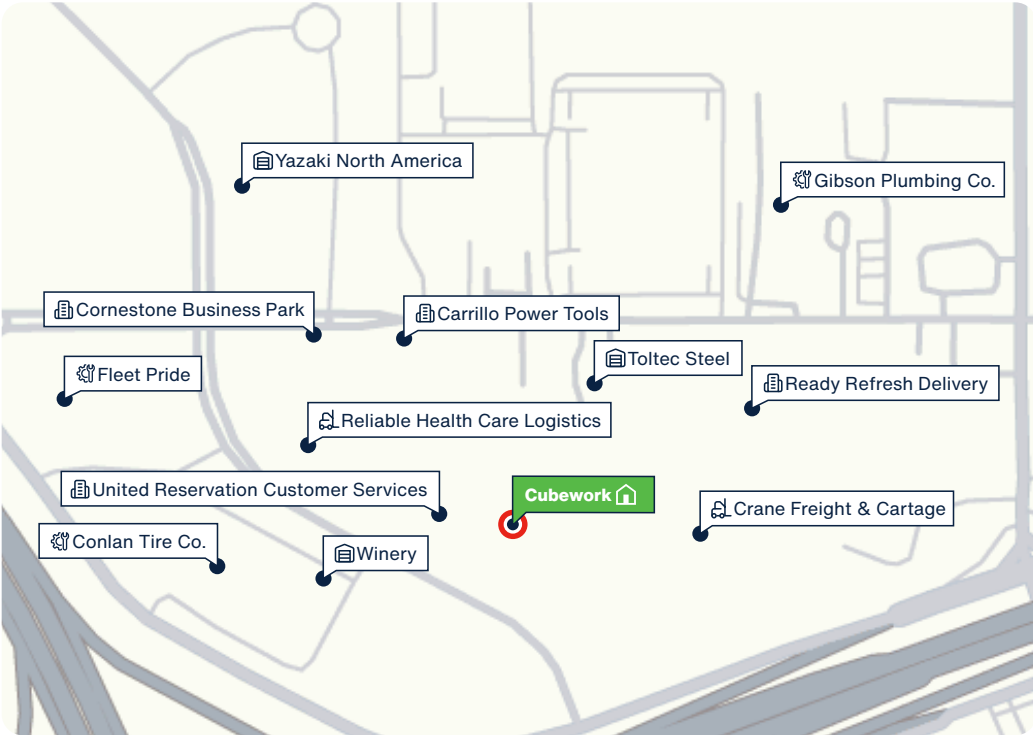 Yazaki North America
Gibson Plumbing Co.
Cornestone Business Park
Carrillo Power Tools
Toltec Steel
Fleet Pride
Ready Refresh Delivery
Reliable Health Care Logistics
United Reservation Customer Services
Cubework
Crane Freight & Cartage
Conlan Tire Co.
Winery